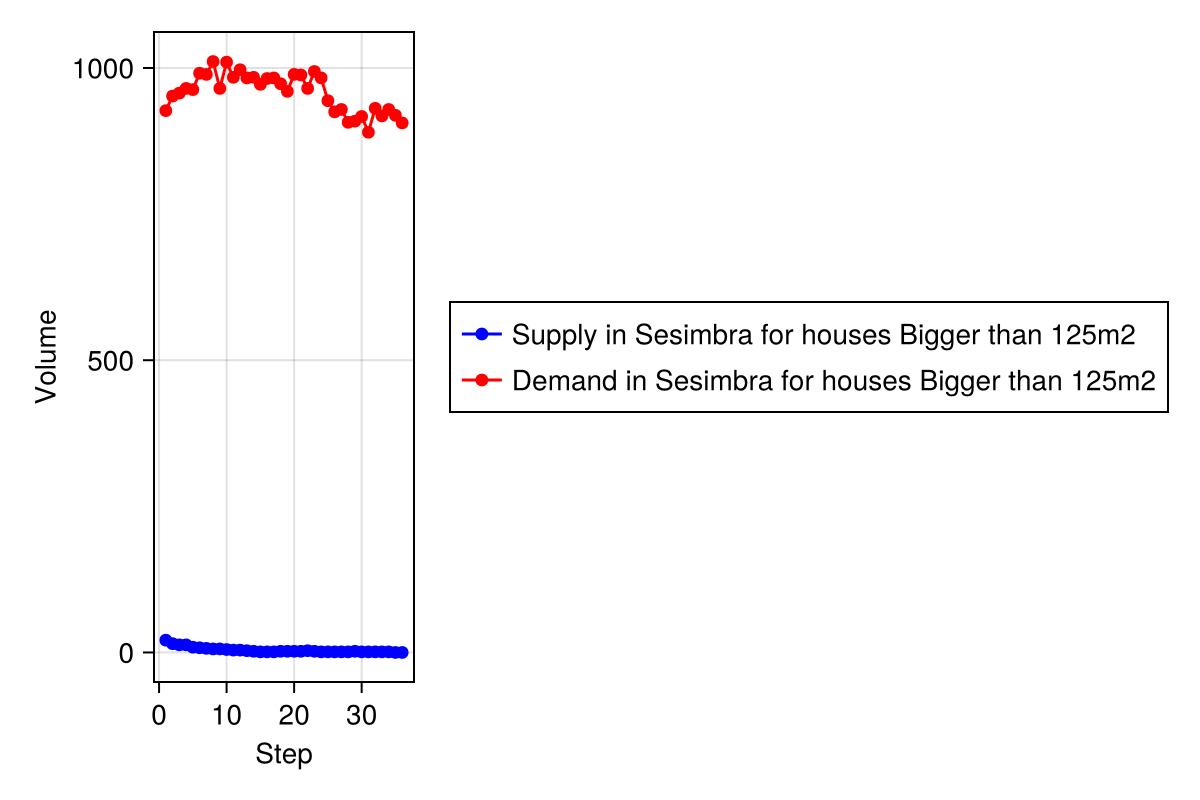 1000
500
0
Volume
0 10 20 30
Step
Supply in Sesimbra for houses Bigger than 125m2
Demand in Sesimbra for houses Bigger than 125m2